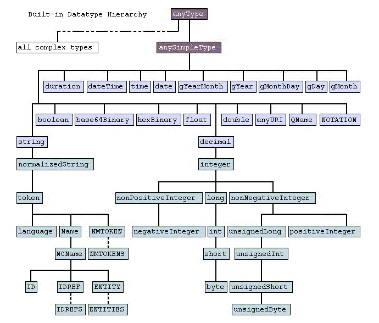 Built-in Datatype Hierarchy
anyType
all complex types
anySimpleType
duration dateTime time date gYearMonth gYear gMonthDay gDay gMonth
boolean base64Binary hexBinary float double anyURI QName NOTATION
string decimal
normalizedString integer
token nonPositiveInteger long nonNegativeInteger
language Name NMTOKEN negativeInteger int unsignedLong positiveInteger
NCName NMTOKENS short unsignedInt
ID IDREF ENTITY byte unsignedShort
IDREFS ENTITIES unsignedByte